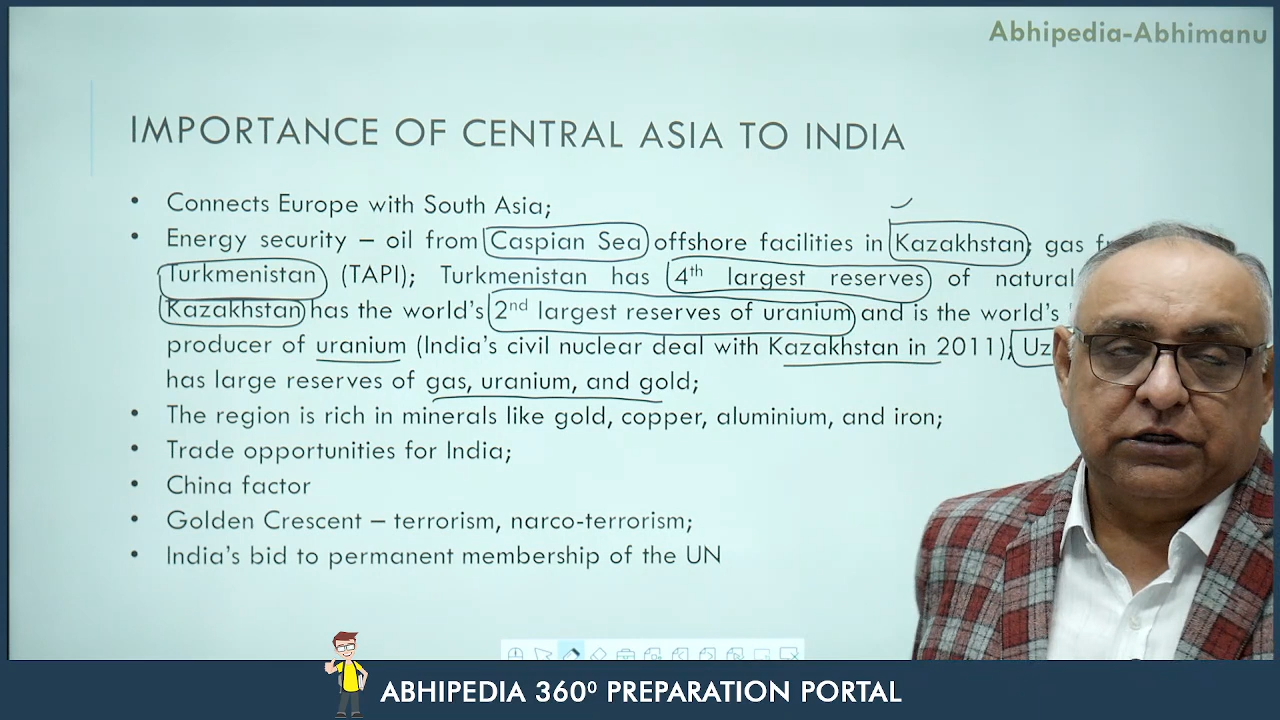 Abhipedia-Abhimanu
IMPORTANCE OF CENTRAL ASIA TO INDIA
• Connects Europe with South Asia;
• Energy security – oil from Caspian Sea offshore facilities in Kazakhstan; gas
Turkmenistan (TAPI); Turkmenistan has 4th largest reserves of natural
Kazakhstan has the world's 2nd largest reserves of uranium and is the world's
producer of uranium (India's civil nuclear deal with Kazakhstan in 2011);
has large reserves of gas, uranium, and gold;
• The region is rich in minerals like gold, copper, aluminium, and iron;
• Trade opportunities for India;
• China factor
• Golden Crescent – terrorism, narco-terrorism;
• India's bid to permanent membership of the UN
ABHIPEDIA 360⁰ PREPARATION PORTAL